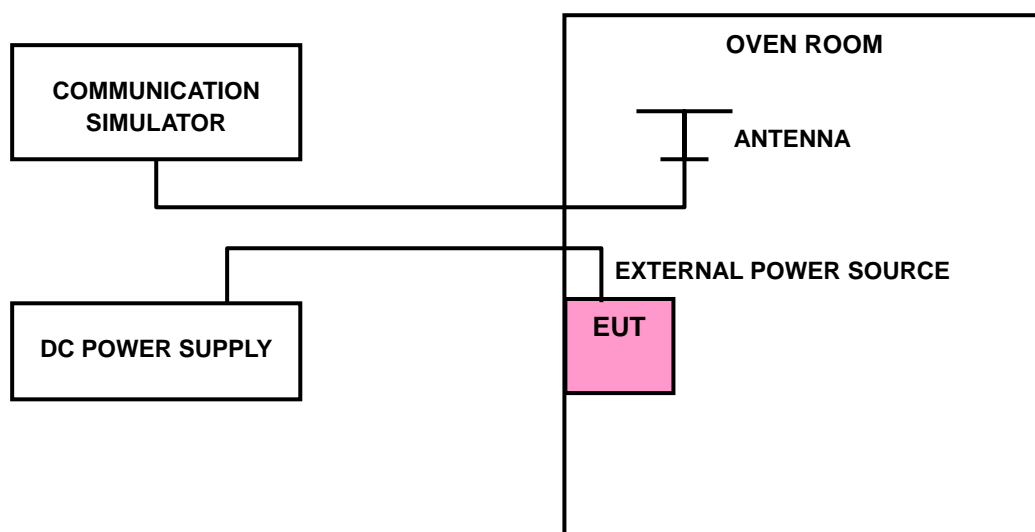 OVEN ROOM
COMMUNICATION
SIMULATOR
ANTENNA
EXTERNAL POWER SOURCE
EUT
DC POWER SUPPLY